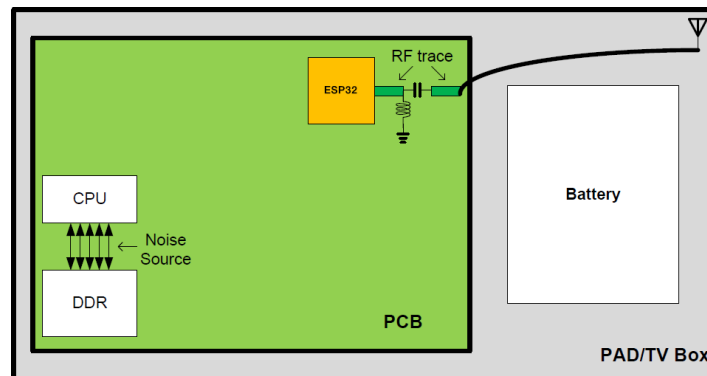 RF trace
ESP32
CPU
Noise
Source
DDR
Battery
PCB
PAD/TV Box